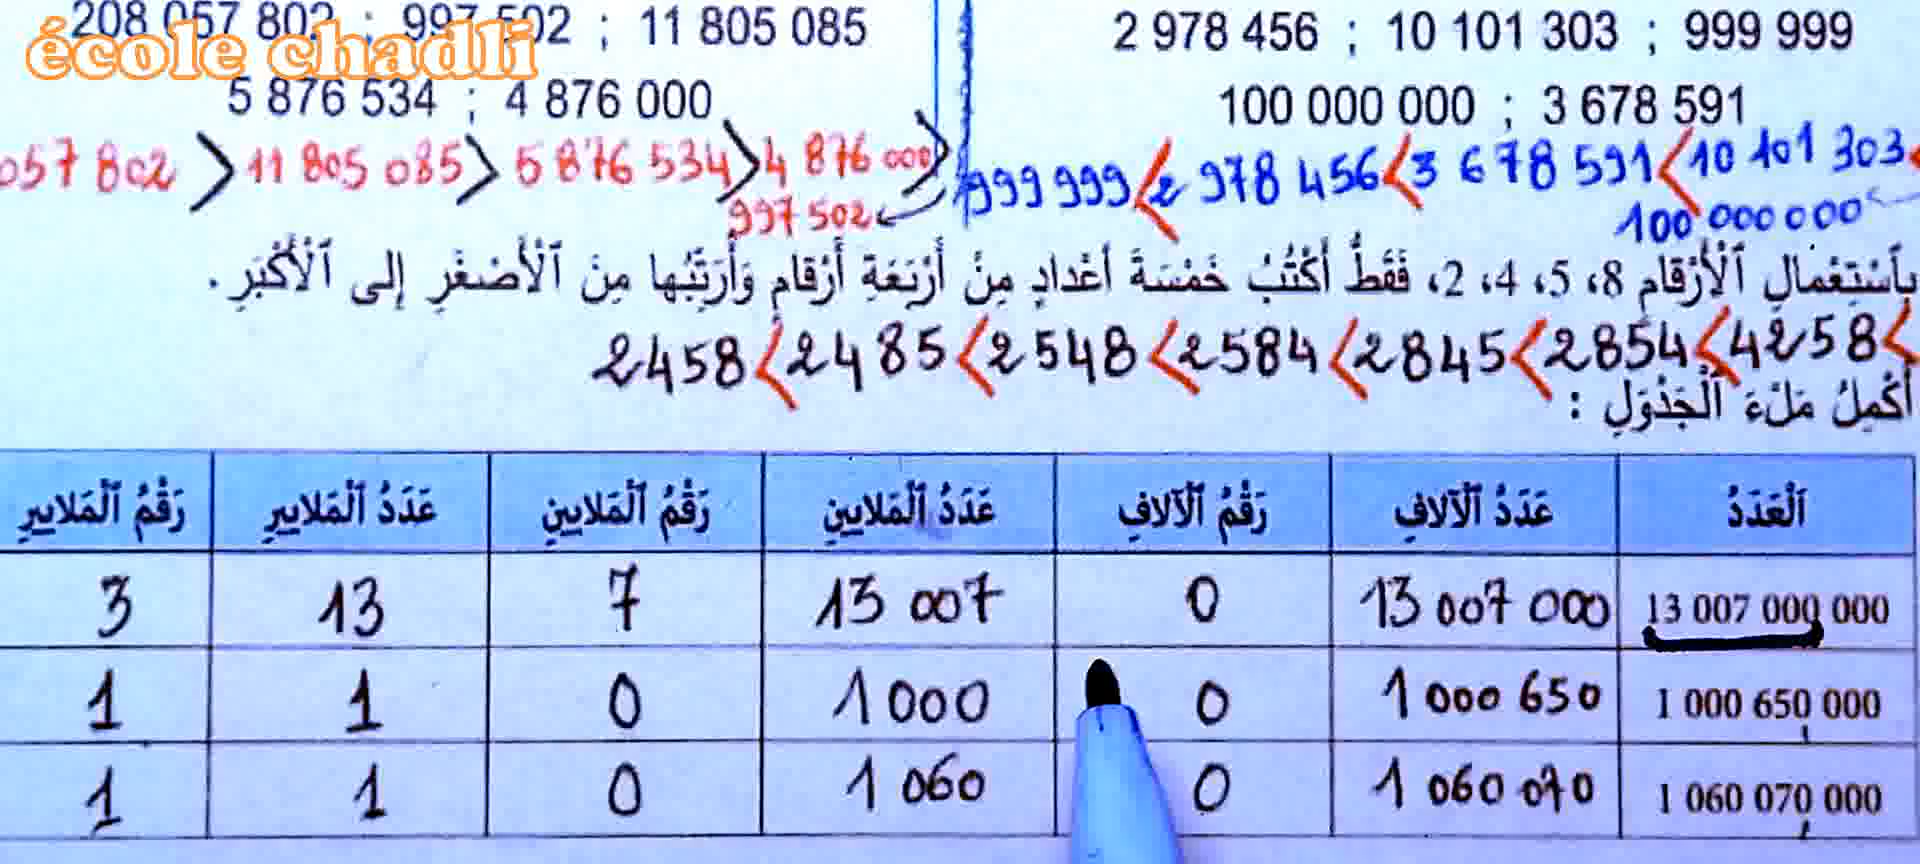 école chadli
208 057 802 ; 997 502 ; 11 805 085
5 876 534 ; 4 876 000
2 978 456 ; 10 101 303 ; 999 999
100 000 000 ; 3 678 591
057 802 > 11 805 085 > 5 876 534 > 4 876 000 >
997 502
999 999 < 2 978 456 < 3 678 591 < 10 101 303 <
100 000 000
بِٱسْتِعْمالِ ٱلْأَرْقامِ 8، 5، 4، 2، فَقَطْ أَكْتُبُ خَمْسَةَ أَعْدادٍ مِنْ أَرْبَعَةِ أَرْقامٍ وَأُرَتِّبُها مِنَ ٱلْأَصْغَرِ إِلى ٱلْأَكْبَرِ.
2458 < 2485 < 2548 < 2584 < 2845 < 2854 < 4258 <
أُكْمِلُ مَلْءَ ٱلْجَدْوَلِ :
ٱلْعَدَدُ عَدَدُ ٱلْآلافِ رَقْمُ ٱلْآلافِ عَدَدُ ٱلْمَلايينِ رَقْمُ ٱلْمَلايينِ عَدَدُ ٱلْمَلاييرِ رَقْمُ ٱلْمَلاييرِ
13 007 000 000 13 007 000 0 13 007 7 13 3
1 000 650 000 1 000 650 0 1 000 0 1 1
1 060 070 000 1 060 070 0 1 060 0 1 1